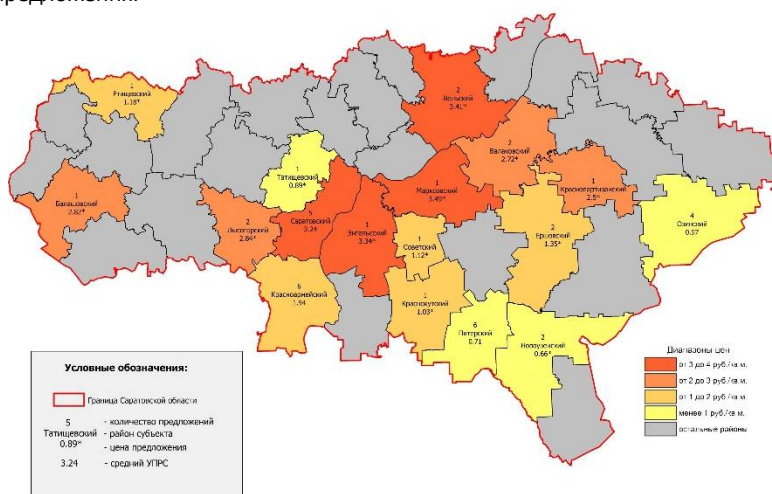 2
Вольский
3.41*
1
Ртищевский
1.18*
2
Балаковский
2.72*
1
Татищевский
0.89*
1
Марксовский
3.49*
1
Краснопартизанский
2.5*
1
Балашовский
2.82*
4
Озинский
0.57
5
Саратовский
3.24
2
Лысогорский
2.84*
1
Энгельсский
3.34*
1
Советский
1.12*
2
Ершовский
1.35*
6
Красноармейский
1.94
1
Краснокутский
1.03*
6
Питерский
0.71
2
Новоузенский
0.66*
Диапазоны цен
от 3 до 4 руб./кв.м.
от 2 до 3 руб./кв.м.
от 1 до 2 руб./кв.м.
менее 1 руб./кв.м.
остальные районы
Условные обозначения:
Граница Саратовской области
5 - количество предложений
Татищевский - район субъекта
0.89* - цена предложения
3.24 - средний УПРС